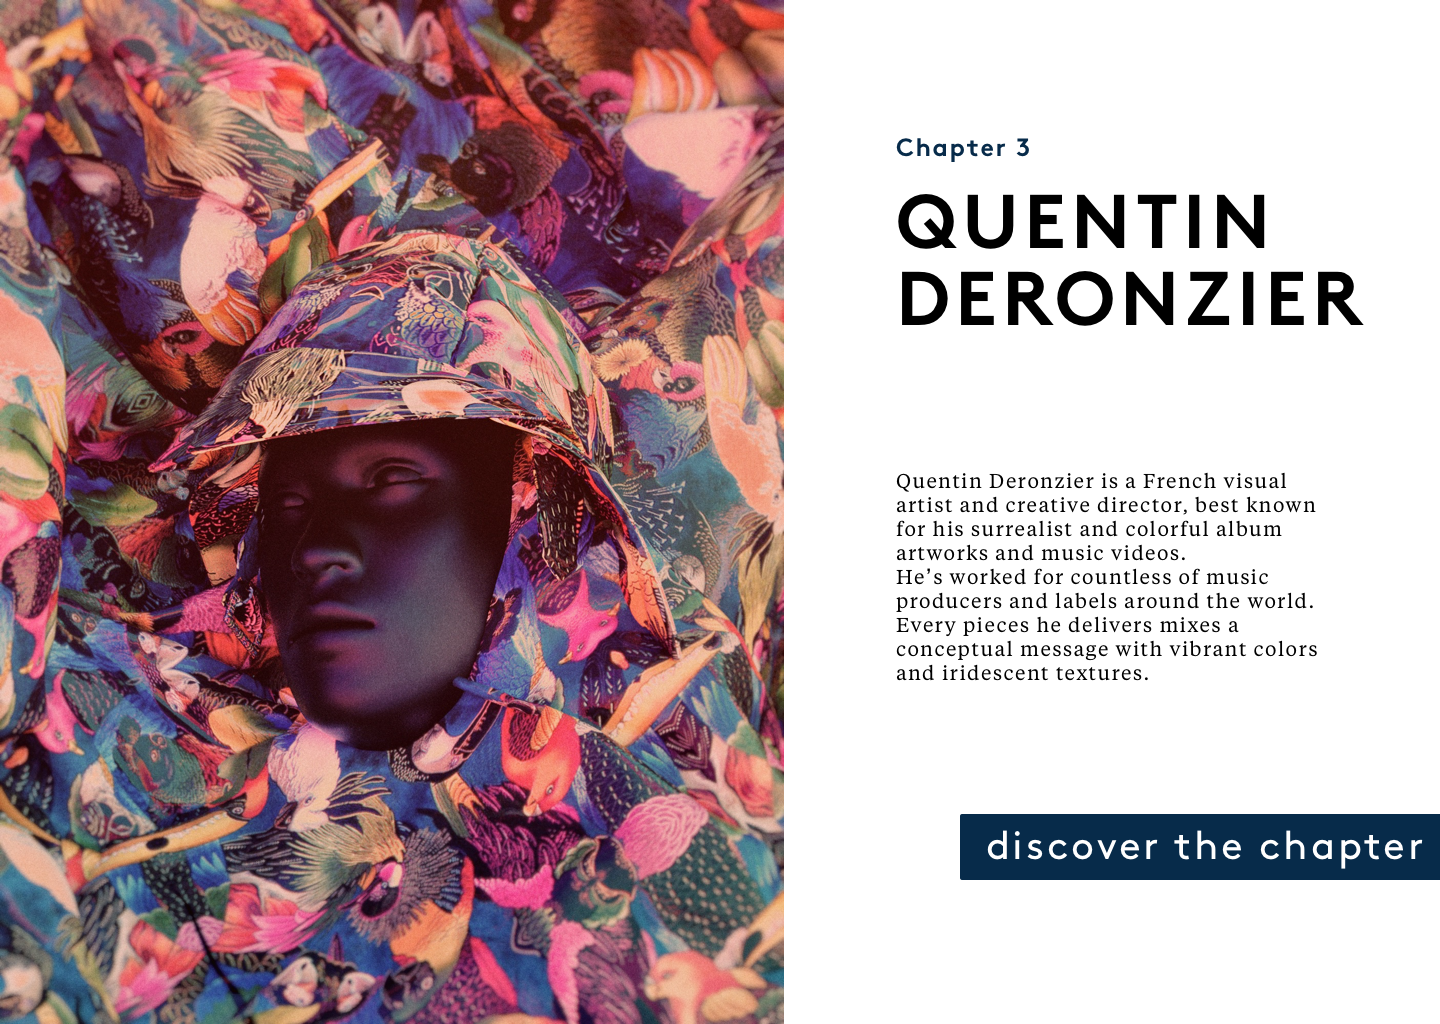 Chapter 3
QUENTIN
DERONZIER
Quentin Deronzier is a French visual
artist and creative director, best known
for his surrealist and colorful album
artworks and music videos.
He’s worked for countless of music
producers and labels around the world.
Every pieces he delivers mixes a
conceptual message with vibrant colors
and iridescent textures.
discover the chapter